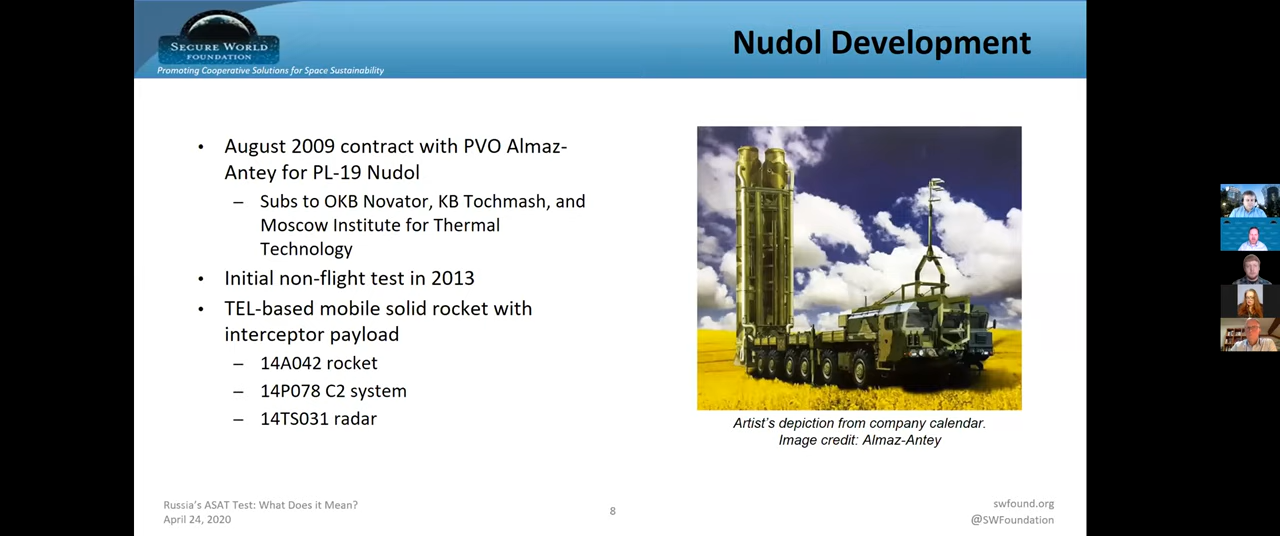 SECURE WORLD
FOUNDATION
Promoting Cooperative Solutions for Space Sustainability
Nudol Development
• August 2009 contract with PVO Almaz-
Antey for PL-19 Nudol
– Subs to OKB Novator, KB Tochmash, and
Moscow Institute for Thermal
Technology
• Initial non-flight test in 2013
• TEL-based mobile solid rocket with
interceptor payload
– 14A042 rocket
– 14P078 C2 system
– 14TS031 radar
Artist's depiction from company calendar.
Image credit: Almaz-Antey
Russia's ASAT Test: What Does it Mean?
April 24, 2020
8
swfound.org
@SWFoundation